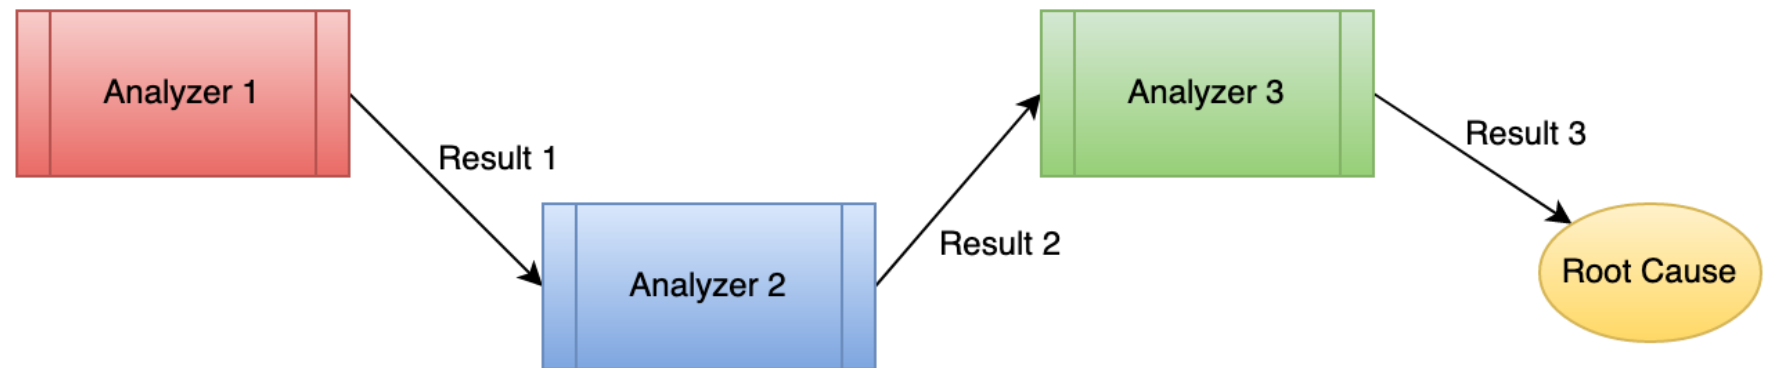 Analyzer 1
Result 1
Analyzer 2
Result 2
Analyzer 3
Result 3
Root Cause